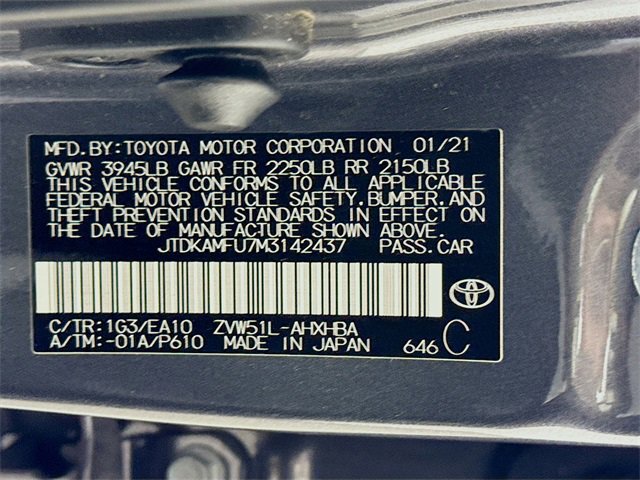 MFD. BY: TOYOTA MOTOR CORPORATION 01/21
GVWR 3945LB GAWR FR 2250LB RR 2150LB
THIS VEHICLE CONFORMS TO ALL APPLICABLE
FEDERAL MOTOR VEHICLE SAFETY, BUMPER, AND
THEFT PREVENTION STANDARDS IN EFFECT ON
THE DATE OF MANUFACTURE SHOWN ABOVE.
JTDKAMFU7M3142437 PASS. CAR
C/TR: 1G3/EA10 ZVW51L-AHXHBA
A/TM: -01A/P610 MADE IN JAPAN 646 C